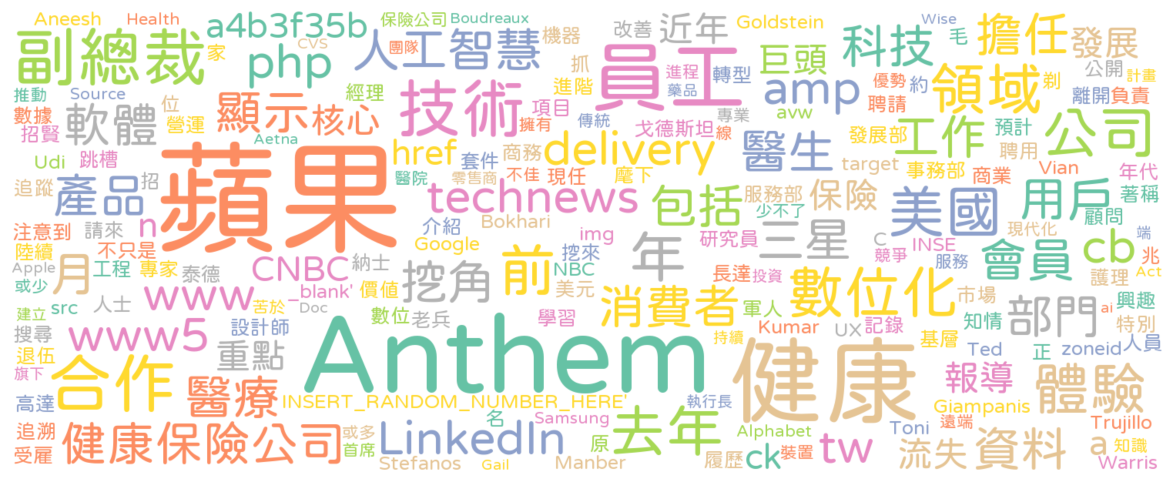 Aneesh Health a4b3f35b 保險公司 Boudreaux 改善 近年 Goldstein Wise 毛 擔任 發展
副總裁 家 php CVS 團隊 人工智慧 機器 抓 員工 進程 藥品 轉型 巨頭 科技 優勢 約 剃 公開 計畫
推動 Source 經理 進階 amp 聘請 領域 離開 負責
數據 招賢 軟體 位 營運 顯示 核心 Aetna 技術 項目 擁有 傳統 戈德斯坦 專業 線 avw 發展部 工作 預計 公司
Udi 跳槽 href 套件 商務 delivery 醫生 target 事務部 聘用 商業 Vian 年代
追蹤 產品 招 蘋果 醫院 零售商 不佳 現任 麾下 technews 包括 服務部 保險 少不了 美國 用戶 著稱 顧問
注意到 n 請來 介紹 Bokhari img 研究員 三星 C INSE 現代化 端
陸續 不只是 Google 挖來 年 競爭 服務 會員 cb 兆
Apple 或少 月 工程 專家 泰德 CNBC 納士 挖角 前 NBC 美元 長達 投資 護理 Act
建立 src 人士 www _blank' 價值 苦於 Doc 消費者 軍人 數位化 市場 部門 ai 興趣
搜尋 www5 設計師 數位 老兵 學習 Kumar UX 記錄 基層 知情 特別
退伍 重點 Anthem 持續 健康 Ted 正 zoneid 人員
旗下 合作 醫療 報導 體驗
高達 INSERT_RANDOM_NUMBER_HERE' 名 Samsung 執行長 Giampanis
追溯 健康保險公司 或多 首席 LinkedIn 原 去年 Alphabet tw Toni 遠端 Trujillo
受雇 Stefanos Gail Manber 履歷 ck 裝置 流失 資料 a 知識 Warris